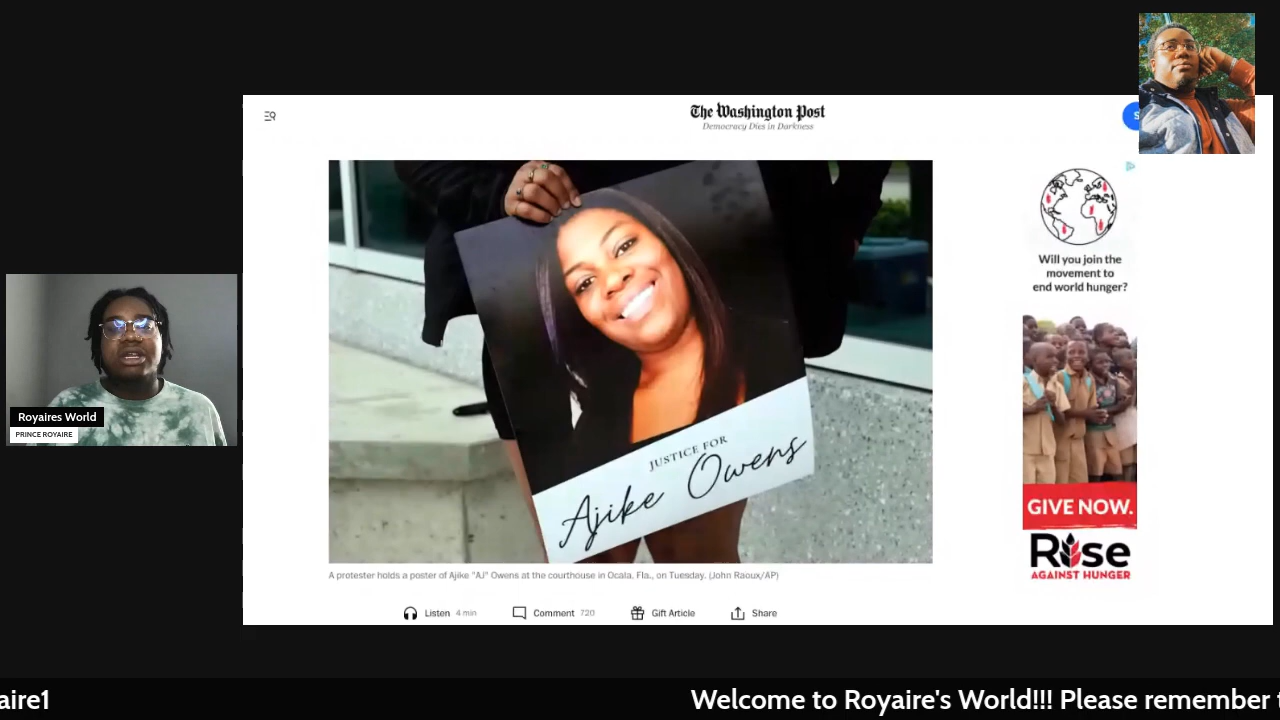 The Washington Post
Democracy Dies in Darkness
S
Will you join the
movement to
end world hunger?
JUSTICE FOR
Ajike Owens
Royaires World
PRINCE ROYAIRE
GIVE NOW.
Rise
AGAINST HUNGER
A protester holds a poster of Ajike "AJ" Owens at the courthouse in Ocala, Fla., on Tuesday. (John Raoux/AP)
Listen 4 min
Comment 720
Gift Article
Share
aire1
Welcome to Royaire's World!!! Please remember